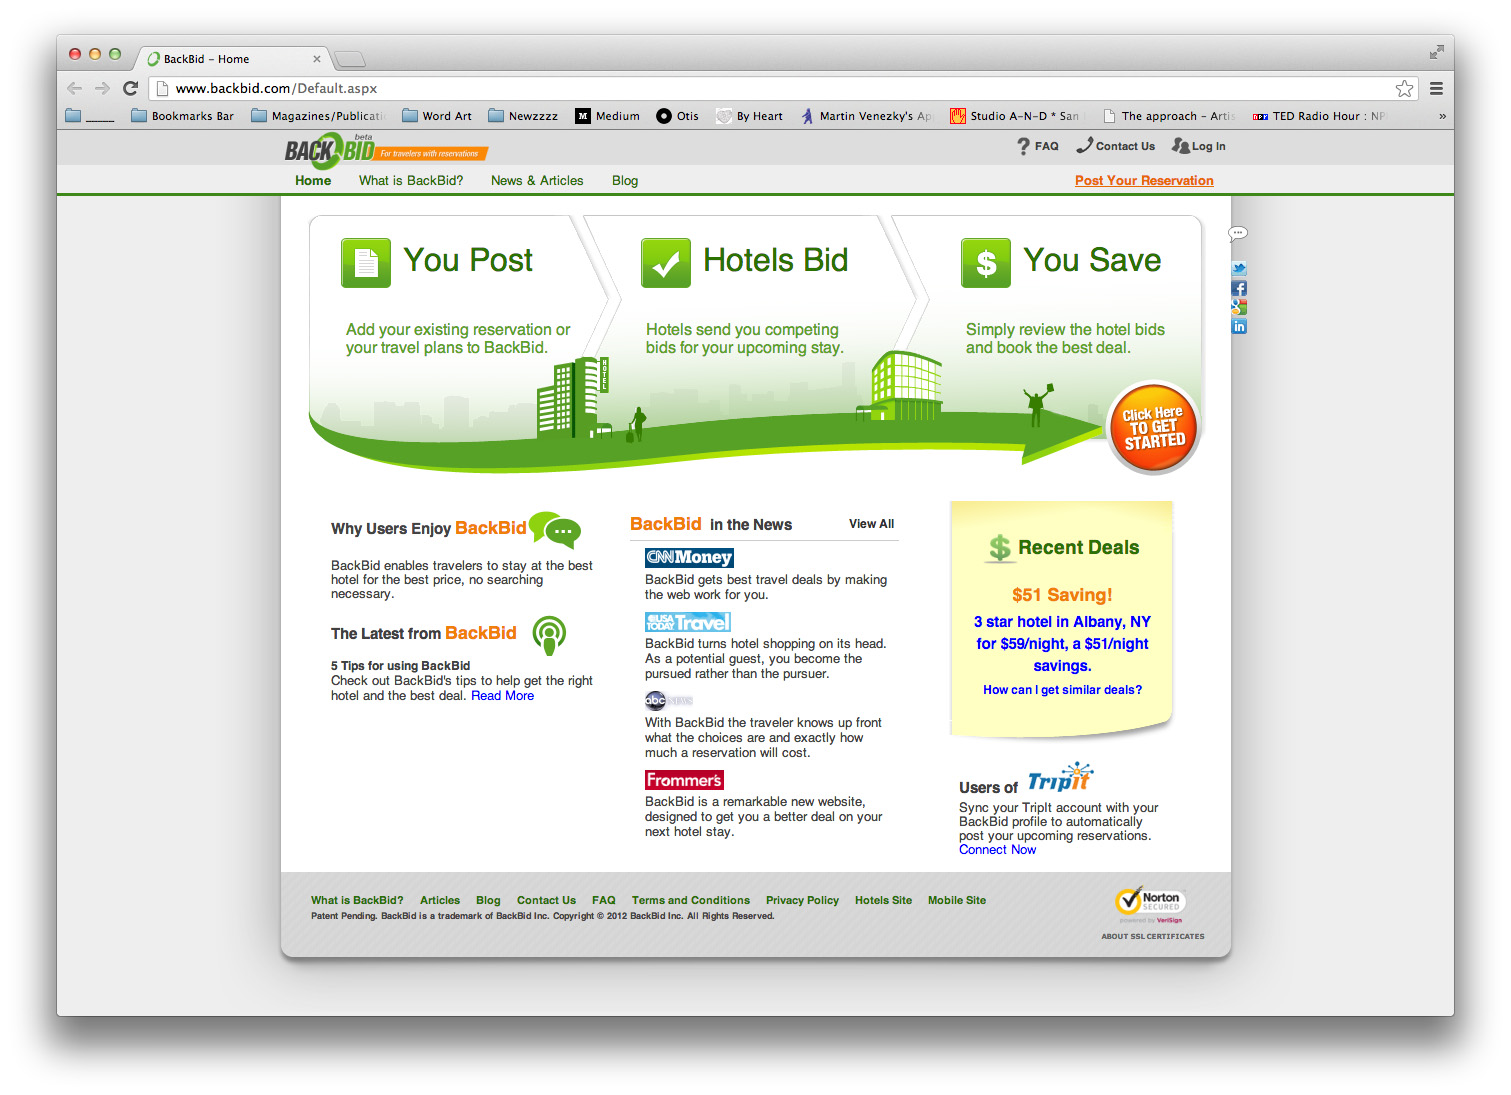 BackBid - Home
www.backbid.com/Default.aspx
Bookmarks Bar
Magazines/Publicati
Word Art
Newzzzz
M Medium
Otis
By Heart
Martin Venezky's Ap
Studio A-N-D * San
The approach - Artis
TED Radio Hour : NP
»
BACK BID beta
For travelers with reservations
? FAQ
Contact Us
Log In
Home
What is BackBid?
News & Articles
Blog
Post Your Reservation
You Post
Hotels Bid
$ You Save
Add your existing reservation or
your travel plans to BackBid.
Hotels send you competing
bids for your upcoming stay.
Simply review the hotel bids
and book the best deal.
HOTEL
Click Here
TO GET
STARTED
Why Users Enjoy BackBid
BackBid enables travelers to stay at the best
hotel for the best price, no searching
necessary.
The Latest from BackBid
5 Tips for using BackBid
Check out BackBid's tips to help get the right
hotel and the best deal. Read More
BackBid in the News
View All
CNNMoney
BackBid gets best travel deals by making
the web work for you.
USA TODAY Travel
BackBid turns hotel shopping on its head.
As a potential guest, you become the
pursued rather than the pursuer.
abc NEWS
With BackBid the traveler knows up front
what the choices are and exactly how
much a reservation will cost.
Frommer's
BackBid is a remarkable new website,
designed to get you a better deal on your
next hotel stay.
$ Recent Deals
$51 Saving!
3 star hotel in Albany, NY
for $59/night, a $51/night
savings.
How can I get similar deals?
Users of TripIt
Sync your TripIt account with your
BackBid profile to automatically
post your upcoming reservations.
Connect Now
What is BackBid?
Articles
Blog
Contact Us
FAQ
Terms and Conditions
Privacy Policy
Hotels Site
Mobile Site
Patent Pending. BackBid is a trademark of BackBid Inc. Copyright © 2012 BackBid Inc. All Rights Reserved.
Norton
SECURED
powered by VeriSign
ABOUT SSL CERTIFICATES